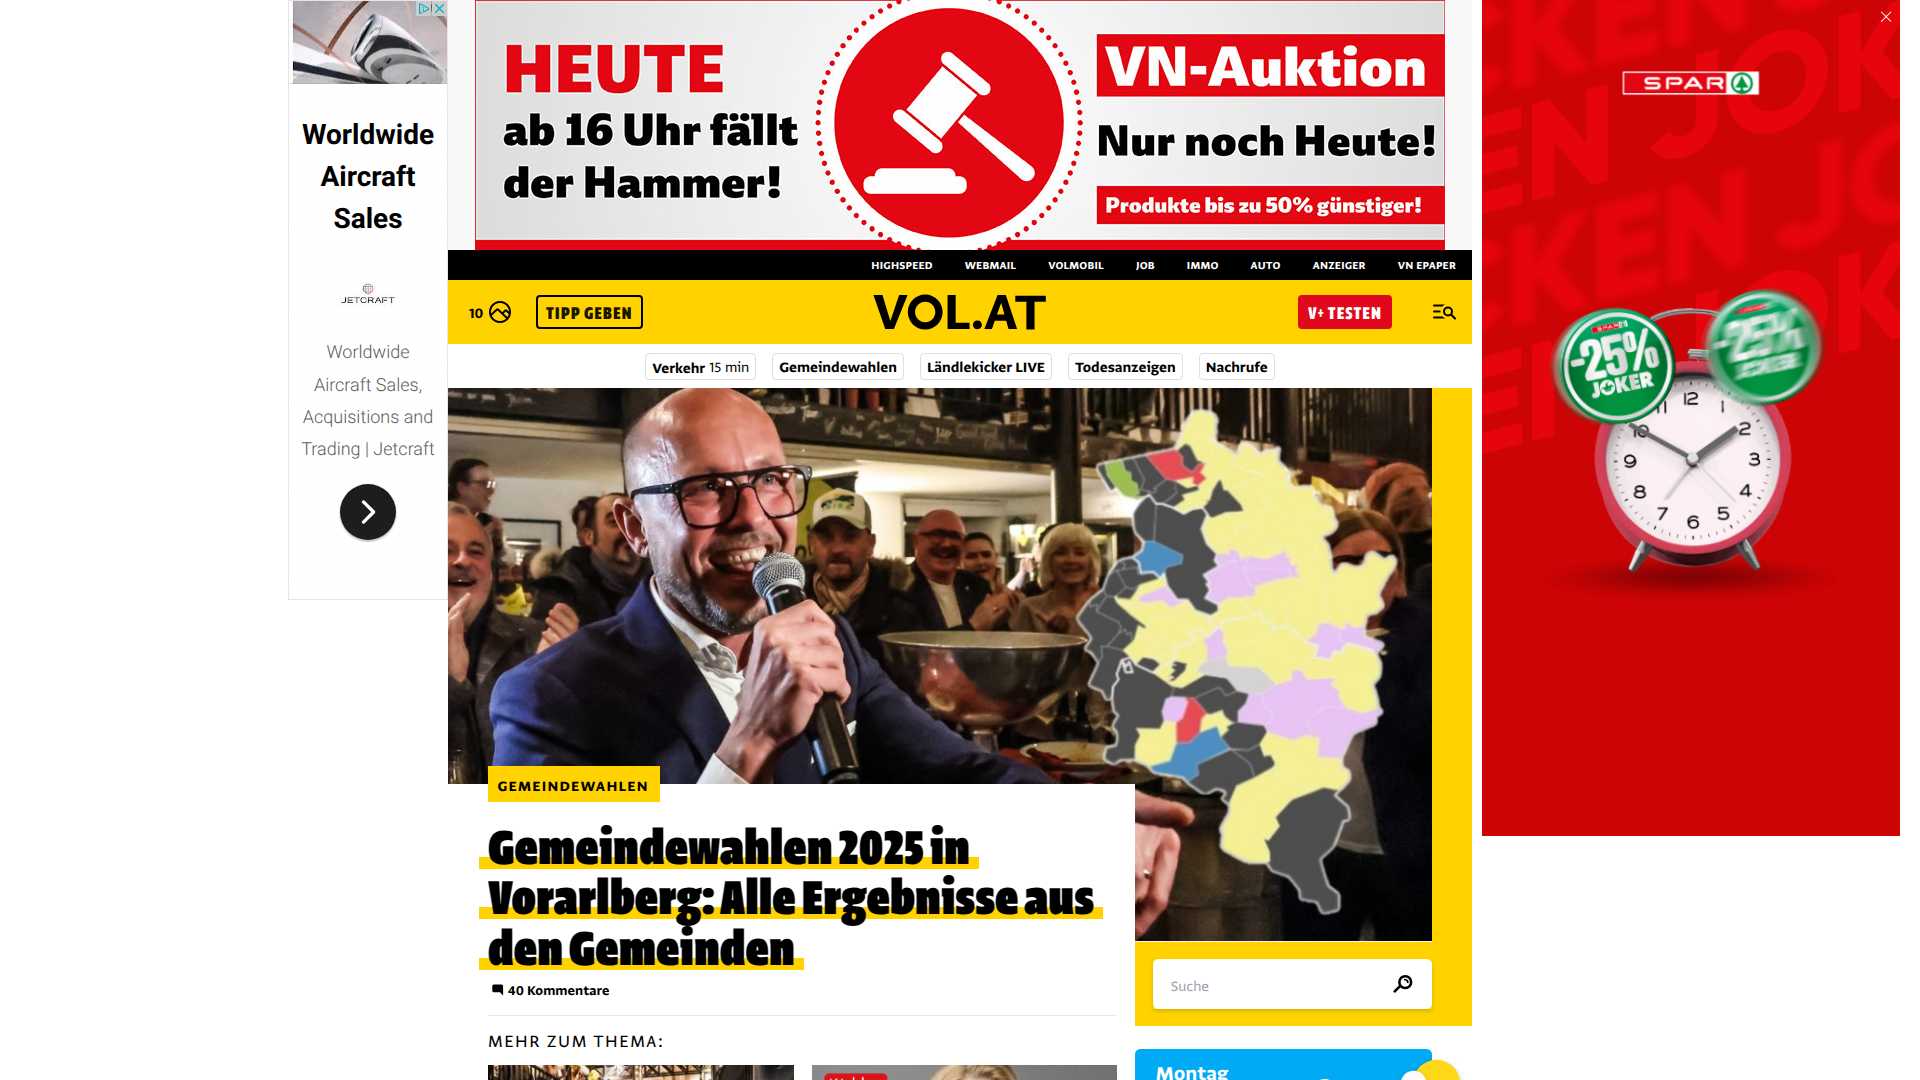 Worldwide
Aircraft
Sales
JETCRAFT
Worldwide
Aircraft Sales,
Acquisitions and
Trading | Jetcraft
HEUTE
ab 16 Uhr fällt
der Hammer!
VN-Auktion
Nur noch Heute!
Produkte bis zu 50% günstiger!
HIGHSPEED WEBMAIL VOLMOBIL JOB IMMO AUTO ANZEIGER VN EPAPER
10 TIPP GEBEN VOL.AT V+ TESTEN
Verkehr 15 min Gemeindewahlen Ländlekicker LIVE Todesanzeigen Nachrufe
GEMEINDEWAHLEN
Gemeindewahlen 2025 in
Vorarlberg: Alle Ergebnisse aus
den Gemeinden
40 Kommentare
MEHR ZUM THEMA:
Suche
Montag
SPAR
-25%
JOKER
-25%
JOKER
12
1
2
3
4
5
6
7
8
9
10
11